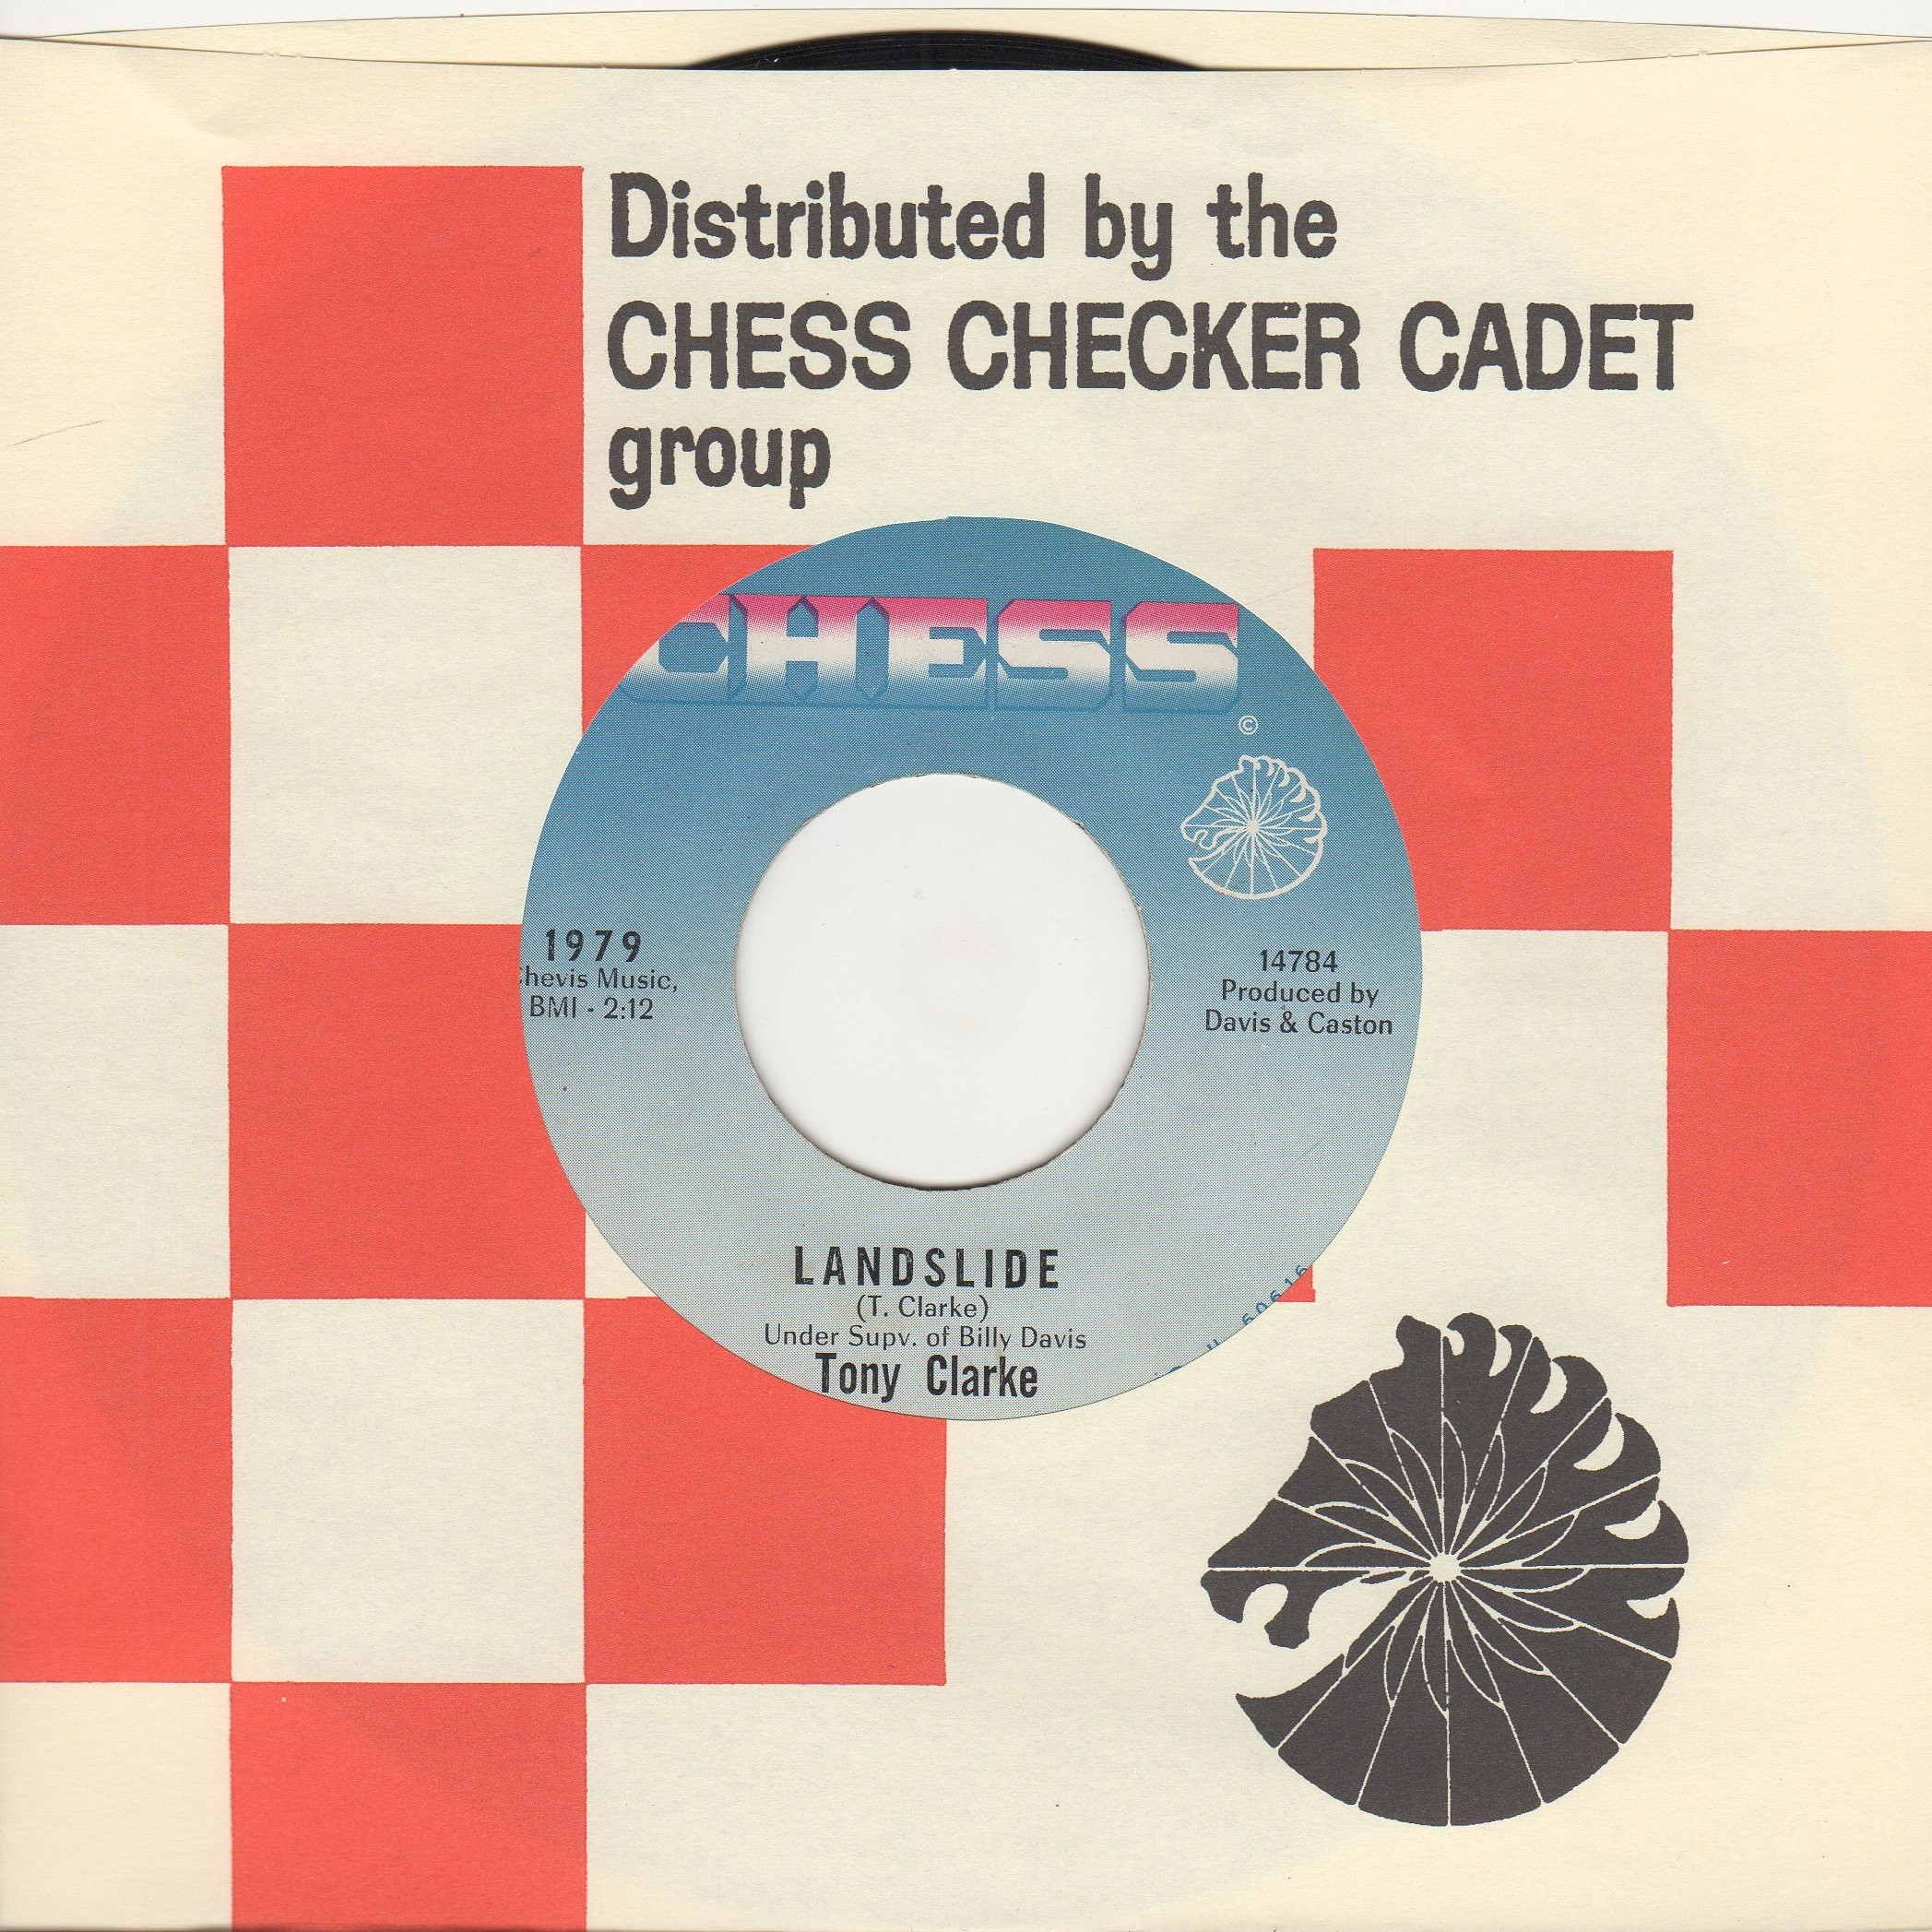 Distributed by the
CHESS CHECKER CADET
group
CHESS
©
1979
Chevis Music,
BMI - 2:12
14784
Produced by
Davis & Caston
LANDSLIDE
(T. Clarke)
Under Supv. of Billy Davis
Tony Clarke
60616